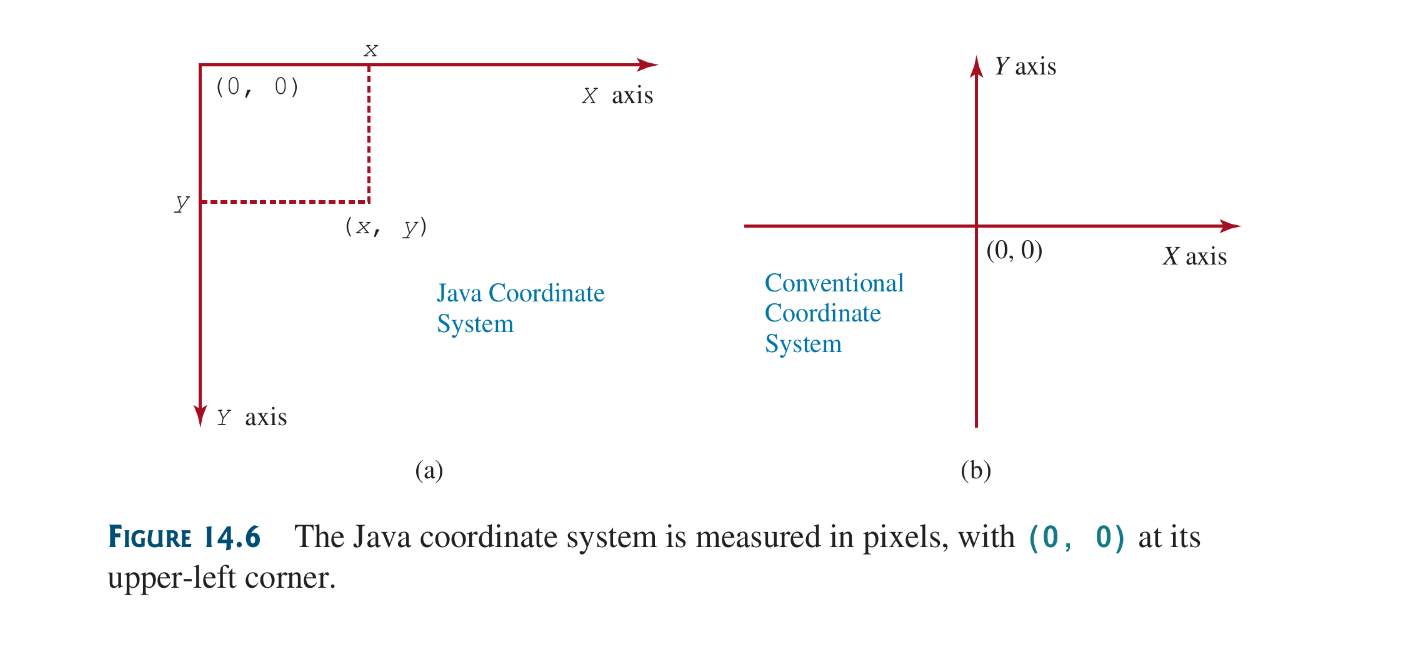 x
(0, 0)
X axis
y
(x, y)
Java Coordinate
System
Y axis
(a)
Y axis
(0, 0)
X axis
Conventional
Coordinate
System
(b)
FIGURE 14.6 The Java coordinate system is measured in pixels, with (0, 0) at its
upper-left corner.